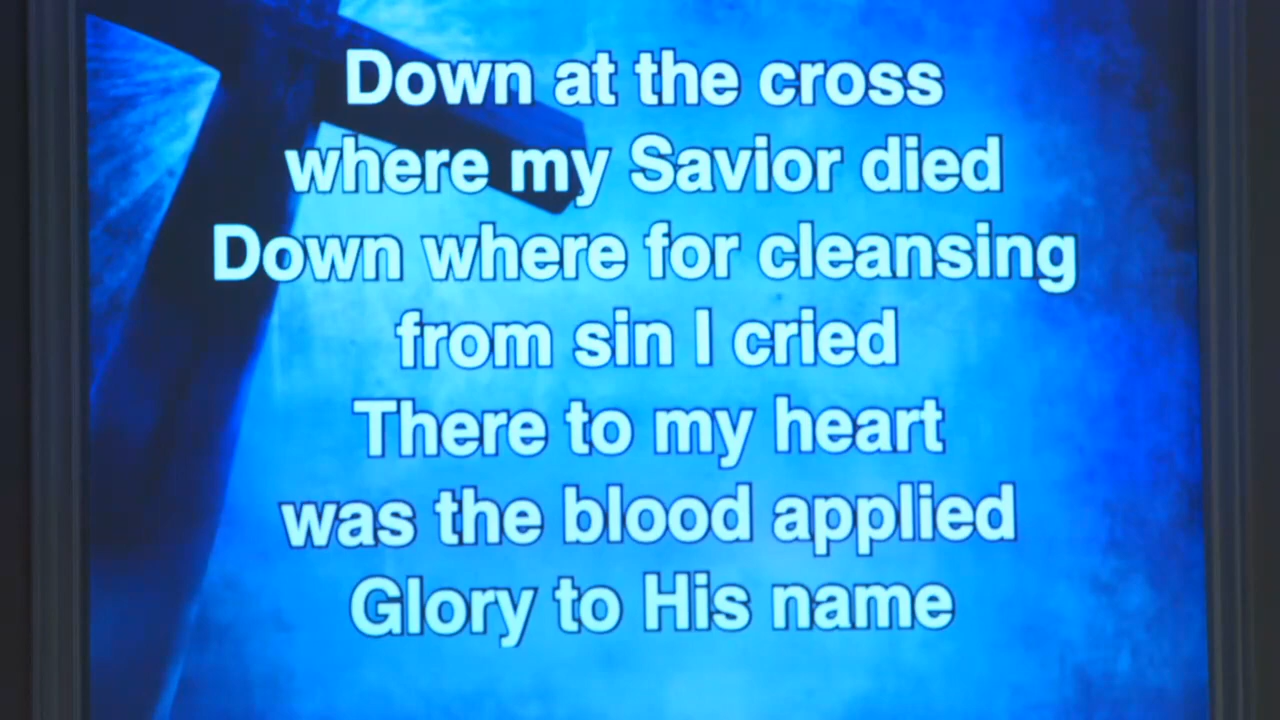 Down at the cross
where my Savior died
Down where for cleansing
from sin I cried
There to my heart
was the blood applied
Glory to His name